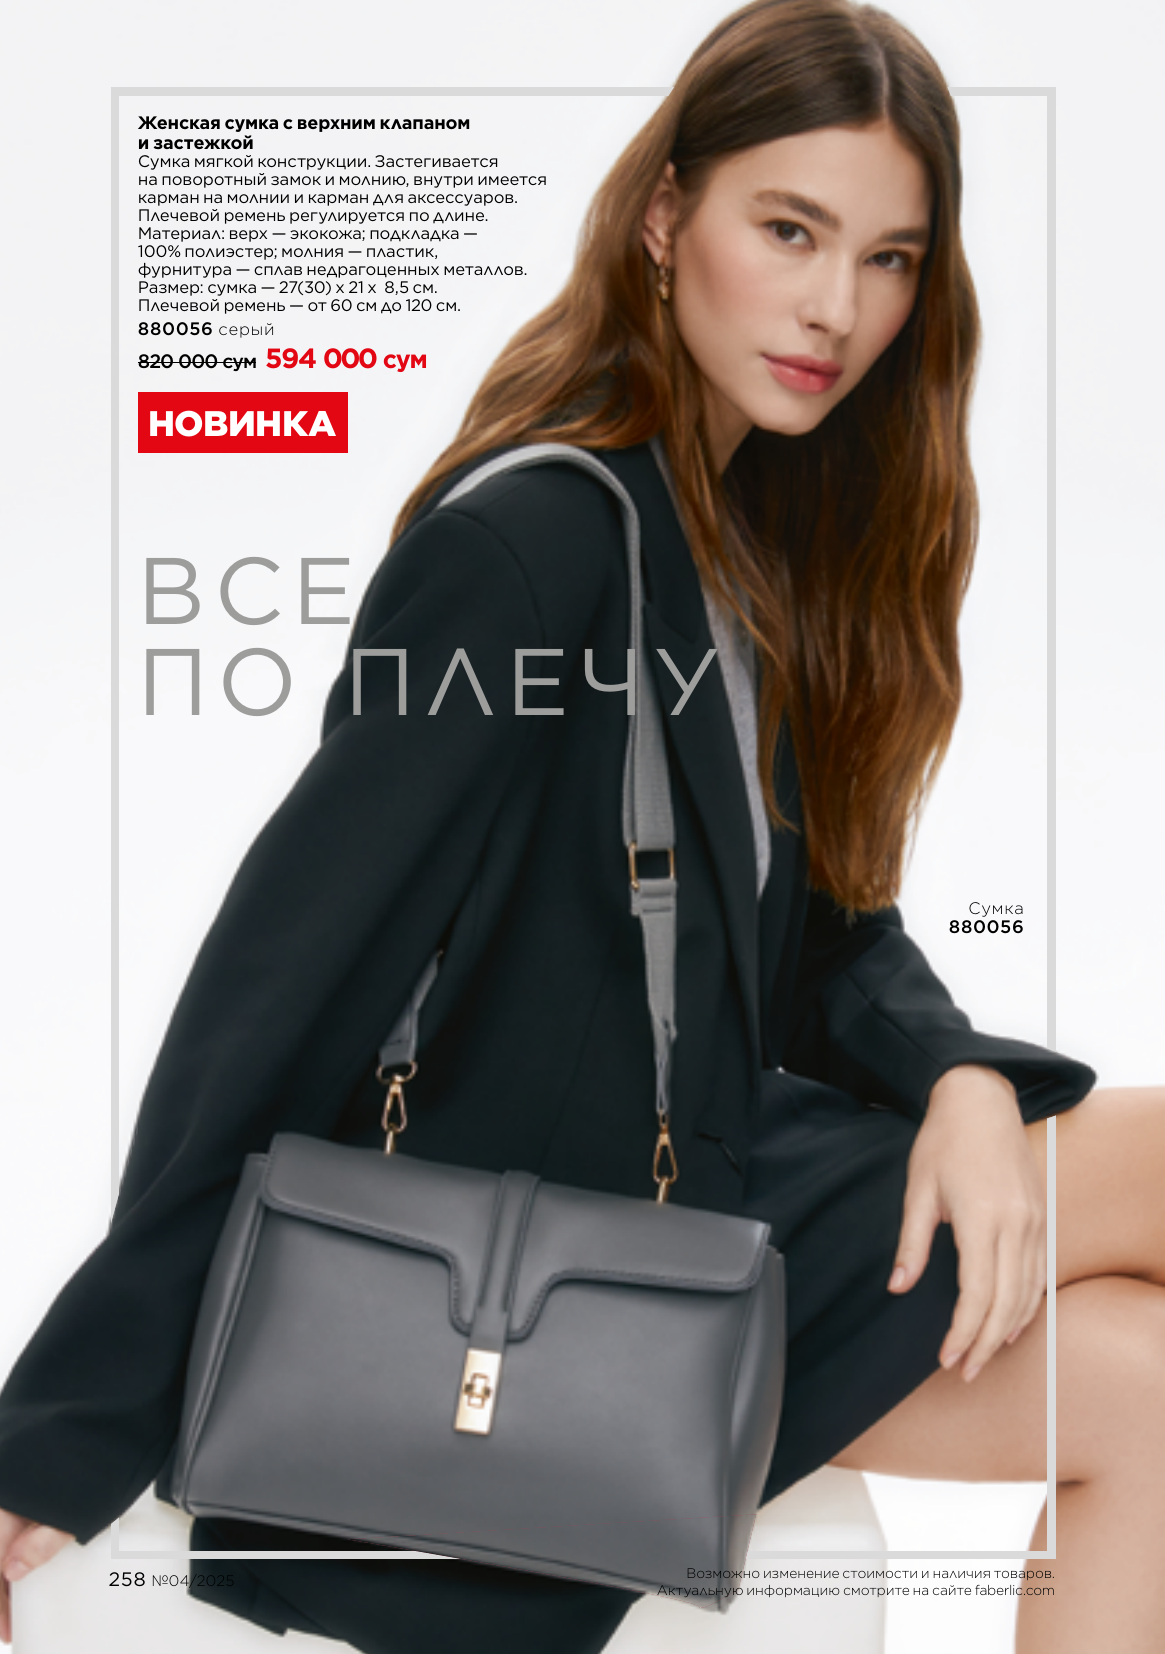 Женская сумка с верхним клапаном
и застежкой
Сумка мягкой конструкции. Застегивается
на поворотный замок и молнию, внутри имеется
карман на молнии и карман для аксессуаров.
Плечевой ремень регулируется по длине.
Материал: верх — экокожа; подкладка —
100% полиэстер; молния — пластик,
фурнитура — сплав недрагоценных металлов.
Размер: сумка — 27(30) х 21 х 8,5 см.
Плечевой ремень — от 60 см до 120 см.
880056 серый
820 000 сум 594 000 сум
НОВИНКА
ВСЕ
ПО ПЛЕЧУ
Сумка
880056
258 №04/2025
Возможно изменение стоимости и наличия товаров.
Актуальную информацию смотрите на сайте faberlic.com